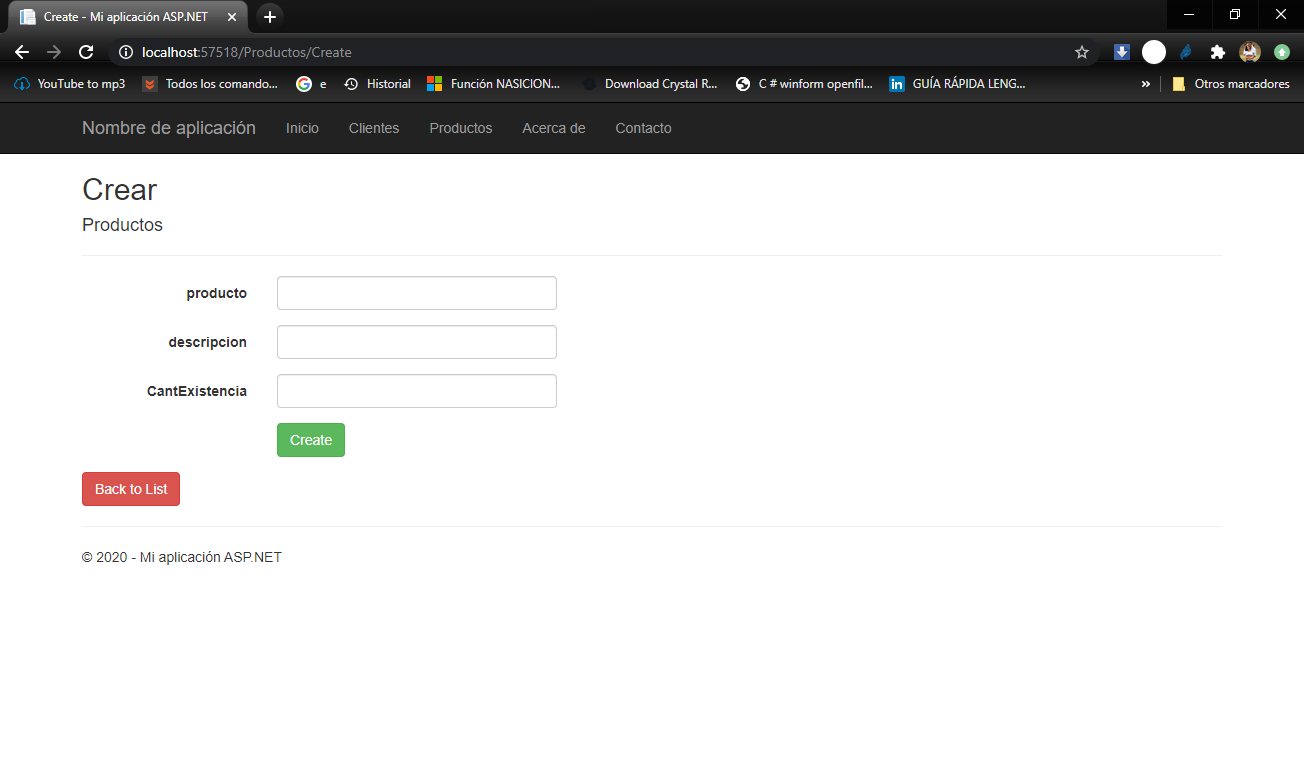 Create - Mi aplicación ASP.NET
localhost:57518/Productos/Create
YouTube to mp3 Todos los comando... e Historial Función NASICION... Download Crystal R... C # winform openfil... GUÍA RÁPIDA LENG... » Otros marcadores
Nombre de aplicación Inicio Clientes Productos Acerca de Contacto
Crear
Productos
producto
descripcion
CantExistencia
Create
Back to List
© 2020 - Mi aplicación ASP.NET